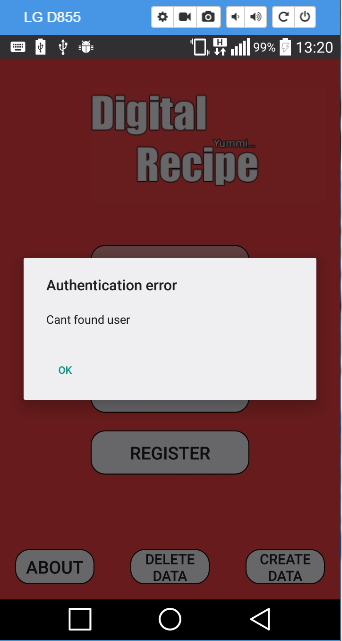 LG D855
99% 13:20
Digital
Yummi...
Recipe
Authentication error
Cant found user
OK
REGISTER
ABOUT
DELETE
DATA
CREATE
DATA